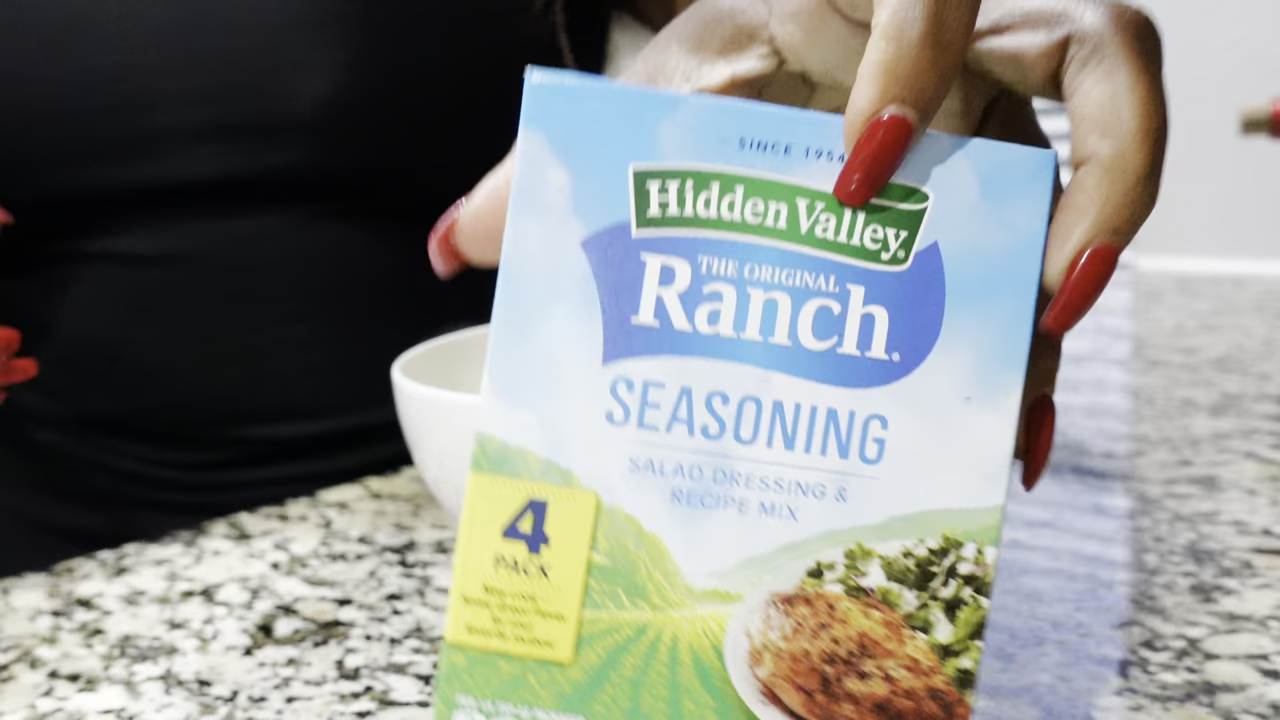 SINCE 1954
Hidden Valley
THE ORIGINAL
Ranch
SEASONING
SALAD DRESSING &
RECIPE MIX
4
PACK